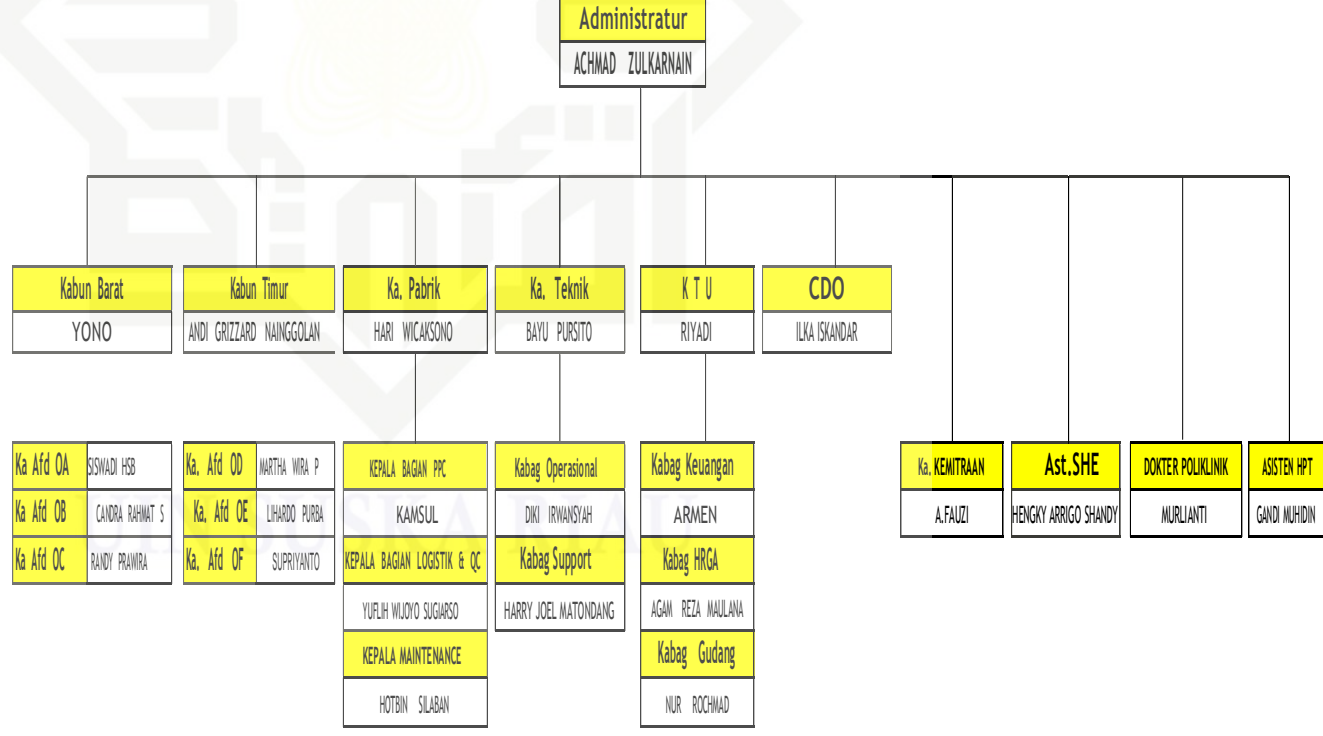 Administratur
ACHMAD ZULKARNAIN
Kabun Barat
YONO
Kabun Timur
ANDI GRIZZARD NAINGGOLAN
Ka. Pabrik
HARI WICAKSONO
Ka. Teknik
BAYU PURSITO
K T U
RIYADI
CDO
ILKA ISKANDAR
Ka Afd OA SISWADI HSB
Ka Afd OB CANDRA RAHMAT S
Ka Afd OC RANDY PRAWIRA
Ka. Afd OD MARTHA WIRA P
Ka. Afd OE LIHARDO PURBA
Ka. Afd OF SUPRIYANTO
KEPALA BAGIAN PPC
KAMSUL
KEPALA BAGIAN LOGISTIK & QC
YUFLIH WIJOYO SUGIARSO
KEPALA MAINTENANCE
HOTBIN SILABAN
Kabag Operasional
DIKI IRWANSYAH
Kabag Support
HARRY JOEL MATONDANG
Kabag Keuangan
ARMEN
Kabag HRGA
AGAM REZA MAULANA
Kabag Gudang
NUR ROCHMAD
Ka. KEMITRAAN
A.FAUZI
Ast.SHE
HENGKY ARRIGO SHANDY
DOKTER POLIKLINIK
MURLIANTI
ASISTEN HPT
GANDI MUHIDIN
UIN SUSKA RIAU